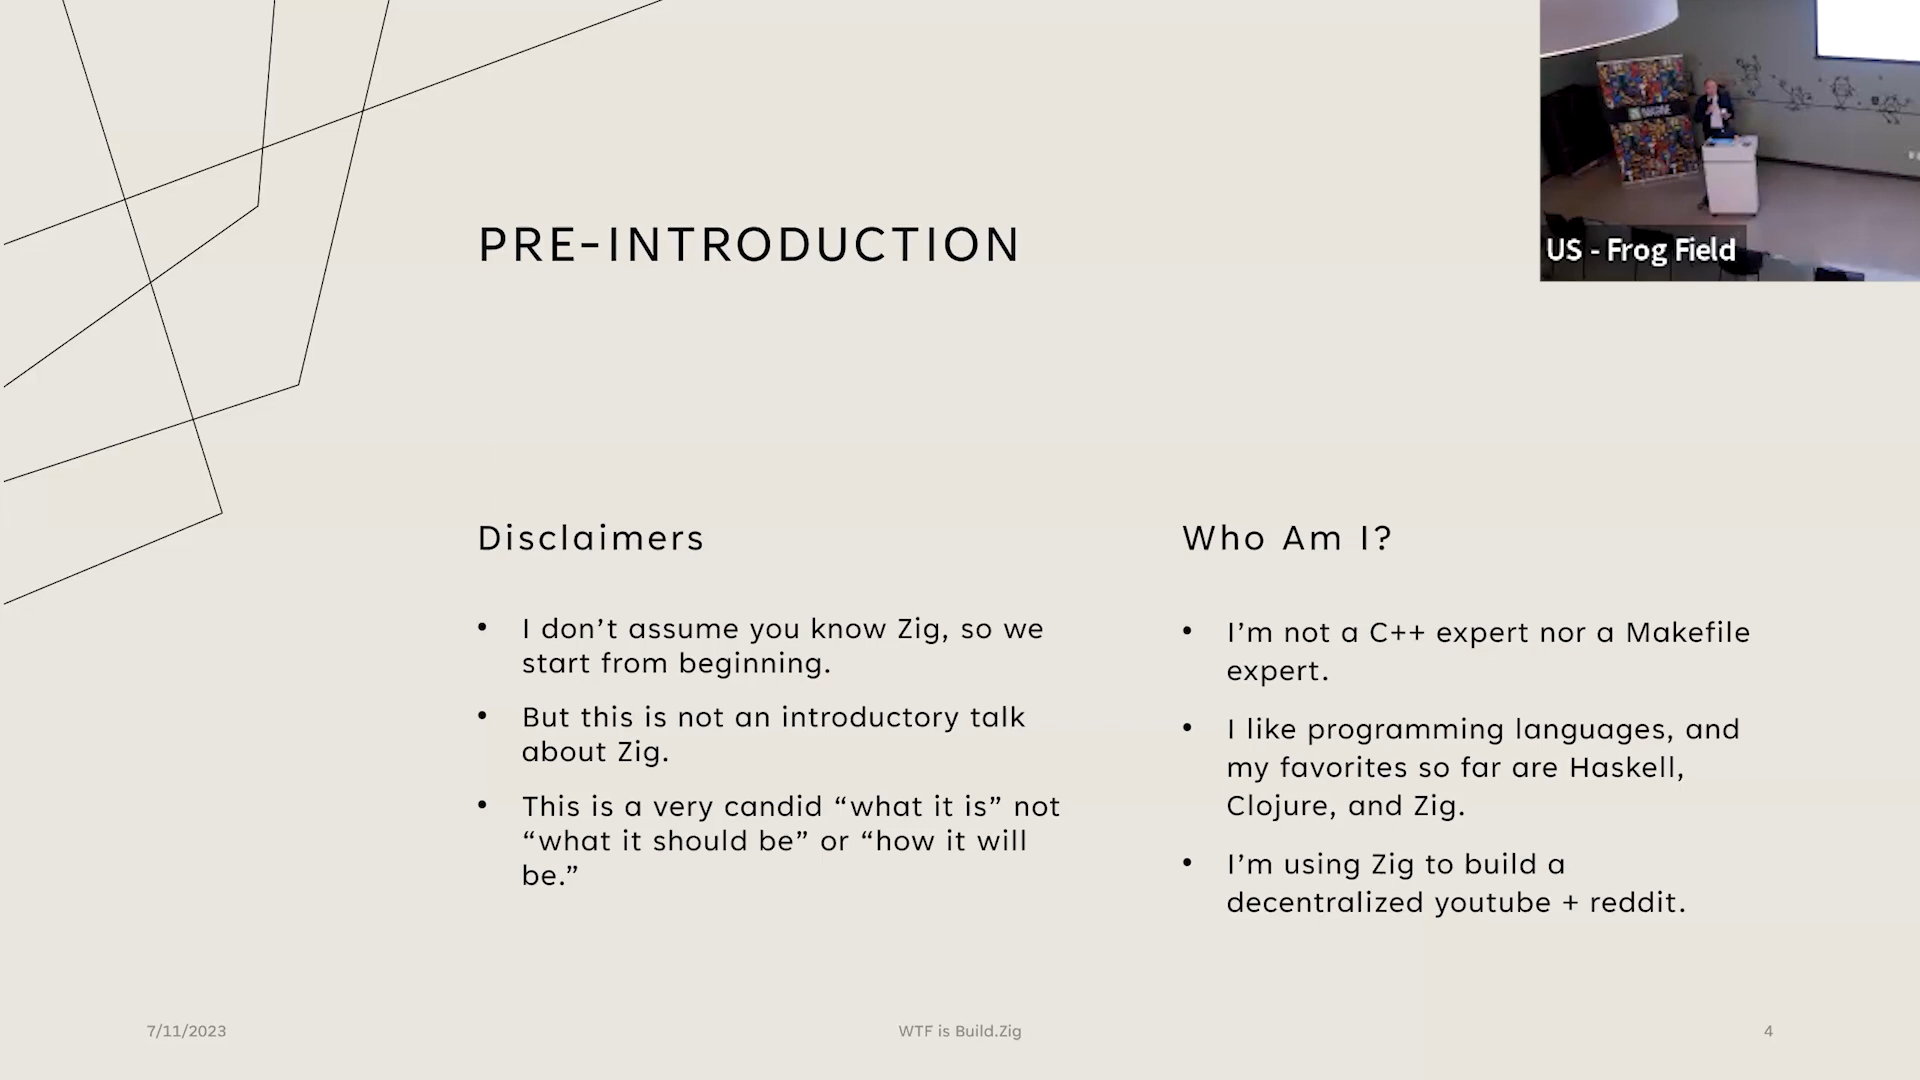 PRE-INTRODUCTION
US - Frog Field
Disclaimers
• I don’t assume you know Zig, so we
start from beginning.
• But this is not an introductory talk
about Zig.
• This is a very candid “what it is” not
“what it should be” or “how it will
be.”
Who Am I?
• I’m not a C++ expert nor a Makefile
expert.
• I like programming languages, and
my favorites so far are Haskell,
Clojure, and Zig.
• I’m using Zig to build a
decentralized youtube + reddit.
7/11/2023
WTF is Build.Zig
4